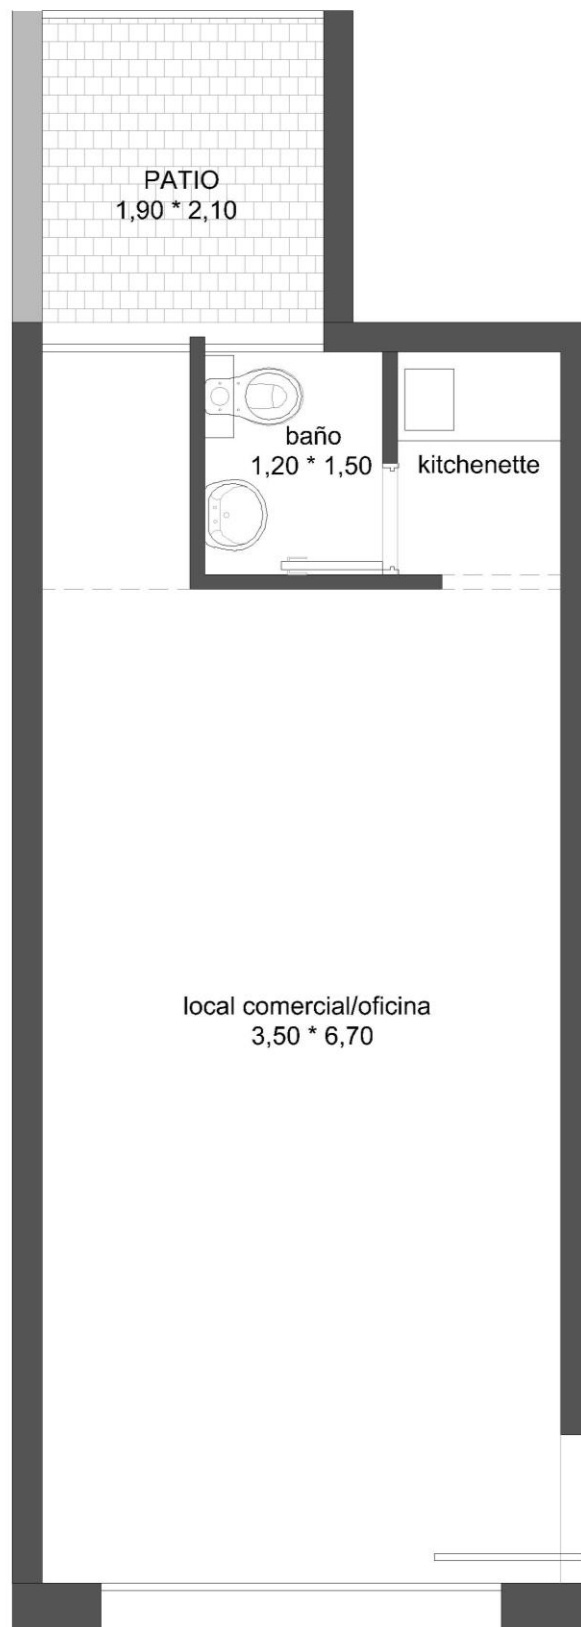 PATIO
1,90 * 2,10
baño
1,20 * 1,50
kitchenette
local comercial/oficina
3,50 * 6,70